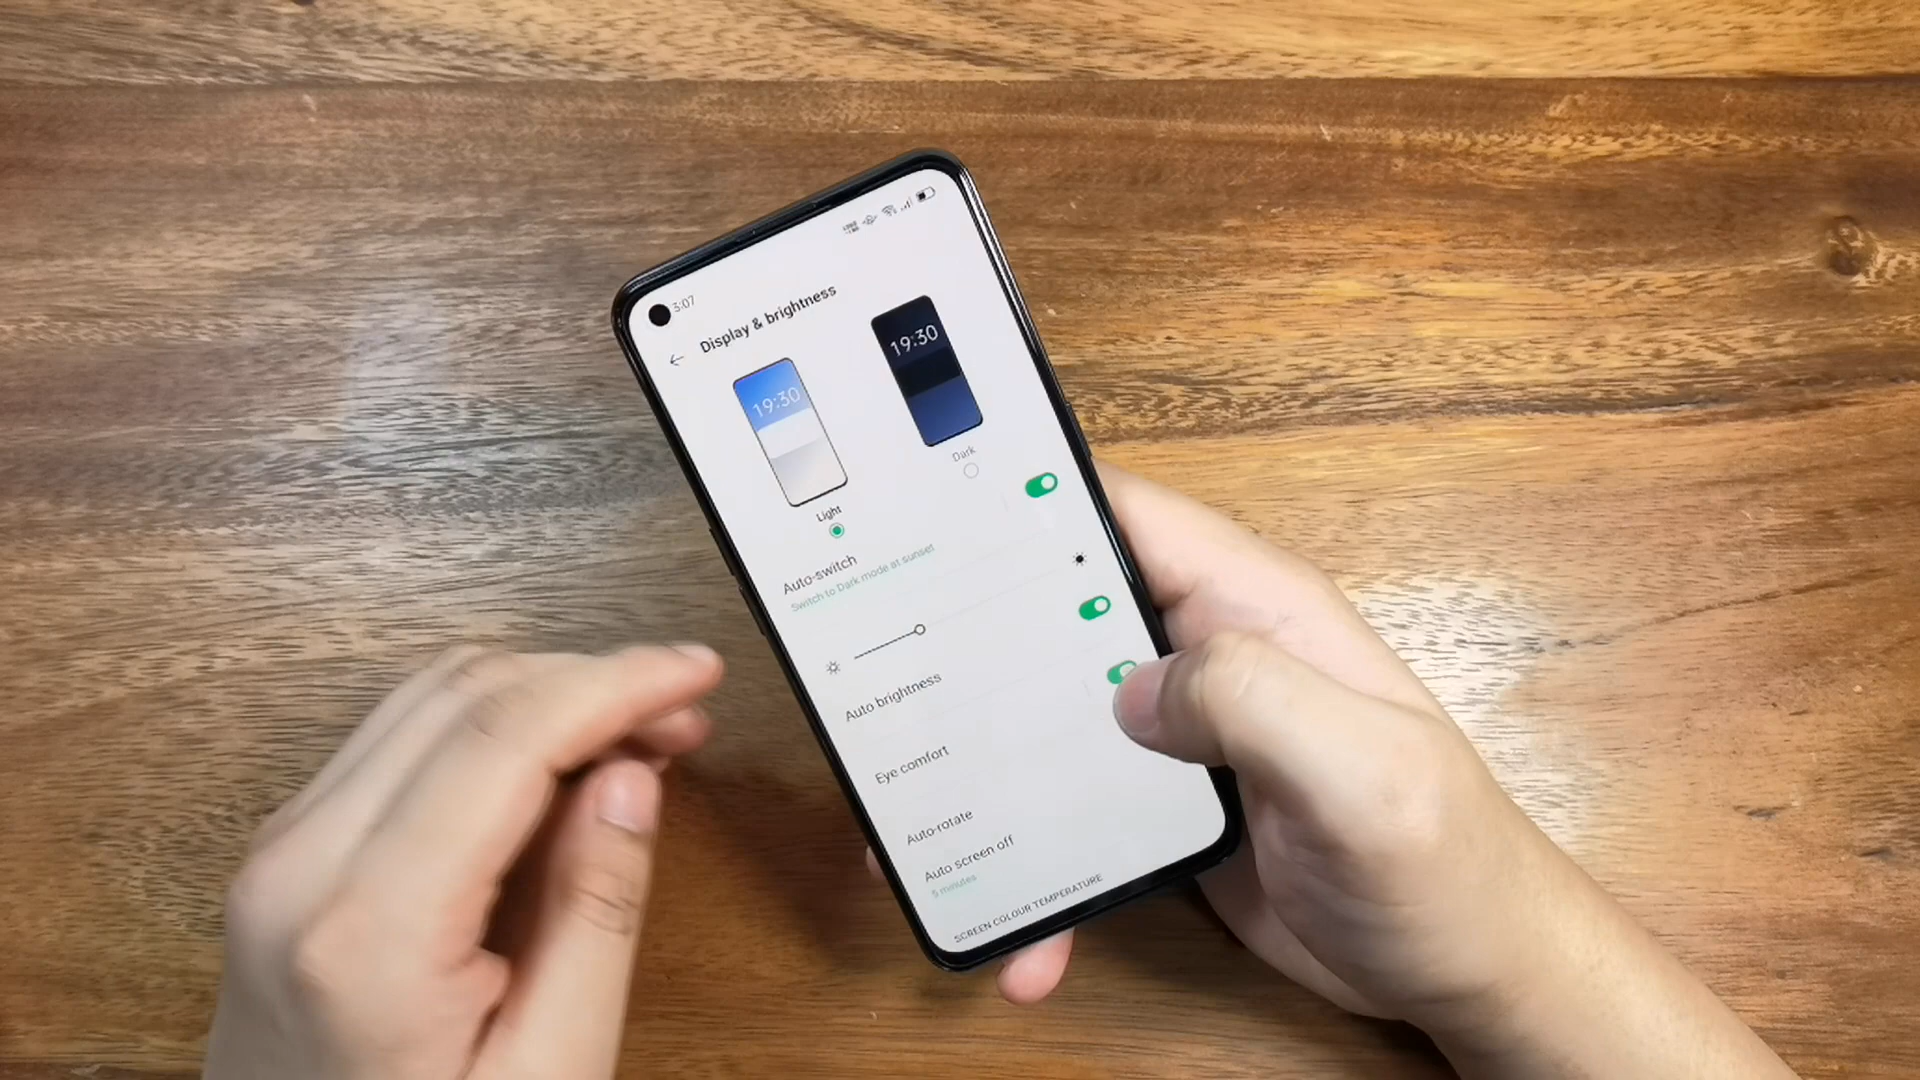 3:07
Display & brightness
19:30
19:30
Light
Dark
Auto-switch
Switch to Dark mode at sunset
Auto brightness
Eye comfort
Auto-rotate
Auto screen off
5 minutes
SCREEN COLOUR TEMPERATURE